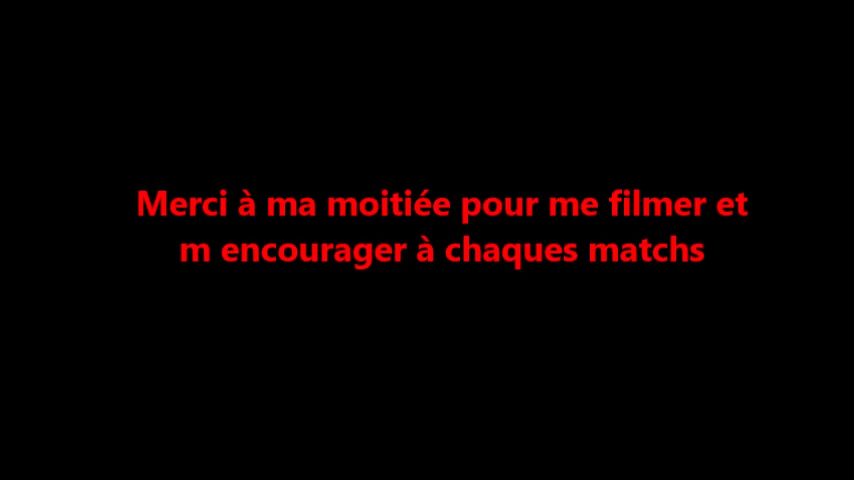 Merci à ma moitiée pour me filmer et
m encourager à chaques matchs